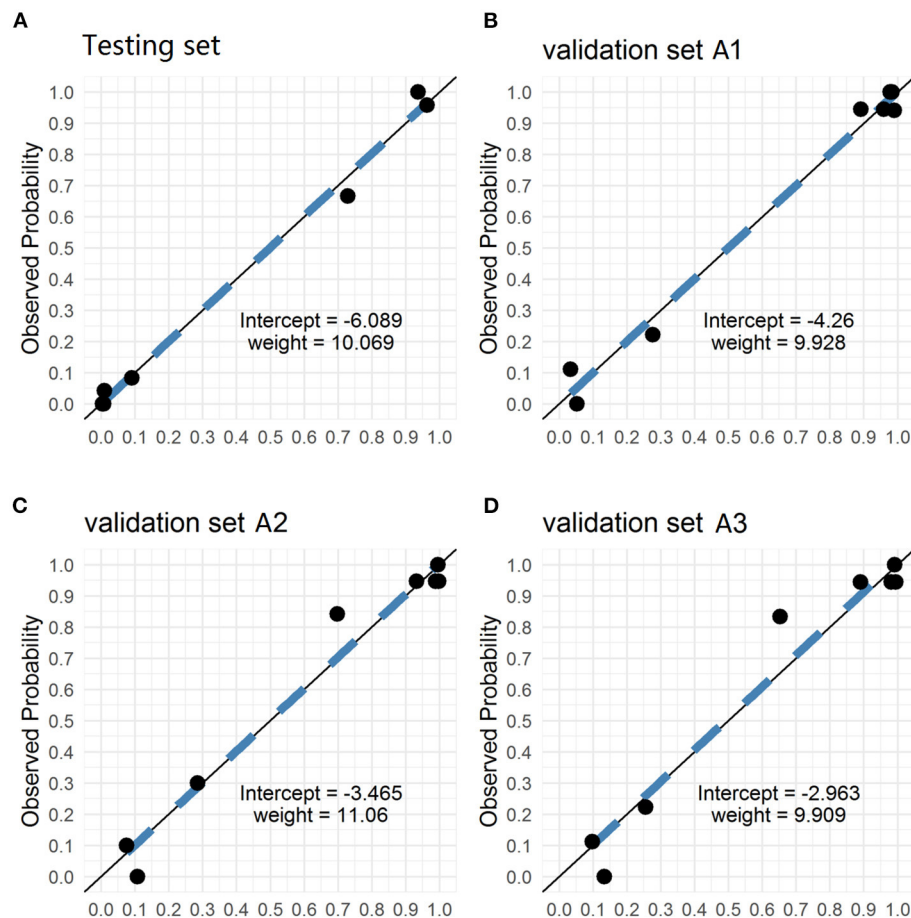 A
Testing set
1.0
0.9
0.8
0.7
0.6
0.5
0.4
0.3
0.2
0.1
0.0
Observed Probability
Intercept = -6.089
weight = 10.069
0.0 0.1 0.2 0.3 0.4 0.5 0.6 0.7 0.8 0.9 1.0
B
validation set A1
1.0
0.9
0.8
0.7
0.6
0.5
0.4
0.3
0.2
0.1
0.0
Observed Probability
Intercept = -4.26
weight = 9.928
0.0 0.1 0.2 0.3 0.4 0.5 0.6 0.7 0.8 0.9 1.0
C
validation set A2
1.0
0.9
0.8
0.7
0.6
0.5
0.4
0.3
0.2
0.1
0.0
Observed Probability
Intercept = -3.465
weight = 11.06
0.0 0.1 0.2 0.3 0.4 0.5 0.6 0.7 0.8 0.9 1.0
D
validation set A3
1.0
0.9
0.8
0.7
0.6
0.5
0.4
0.3
0.2
0.1
0.0
Observed Probability
Intercept = -2.963
weight = 9.909
0.0 0.1 0.2 0.3 0.4 0.5 0.6 0.7 0.8 0.9 1.0